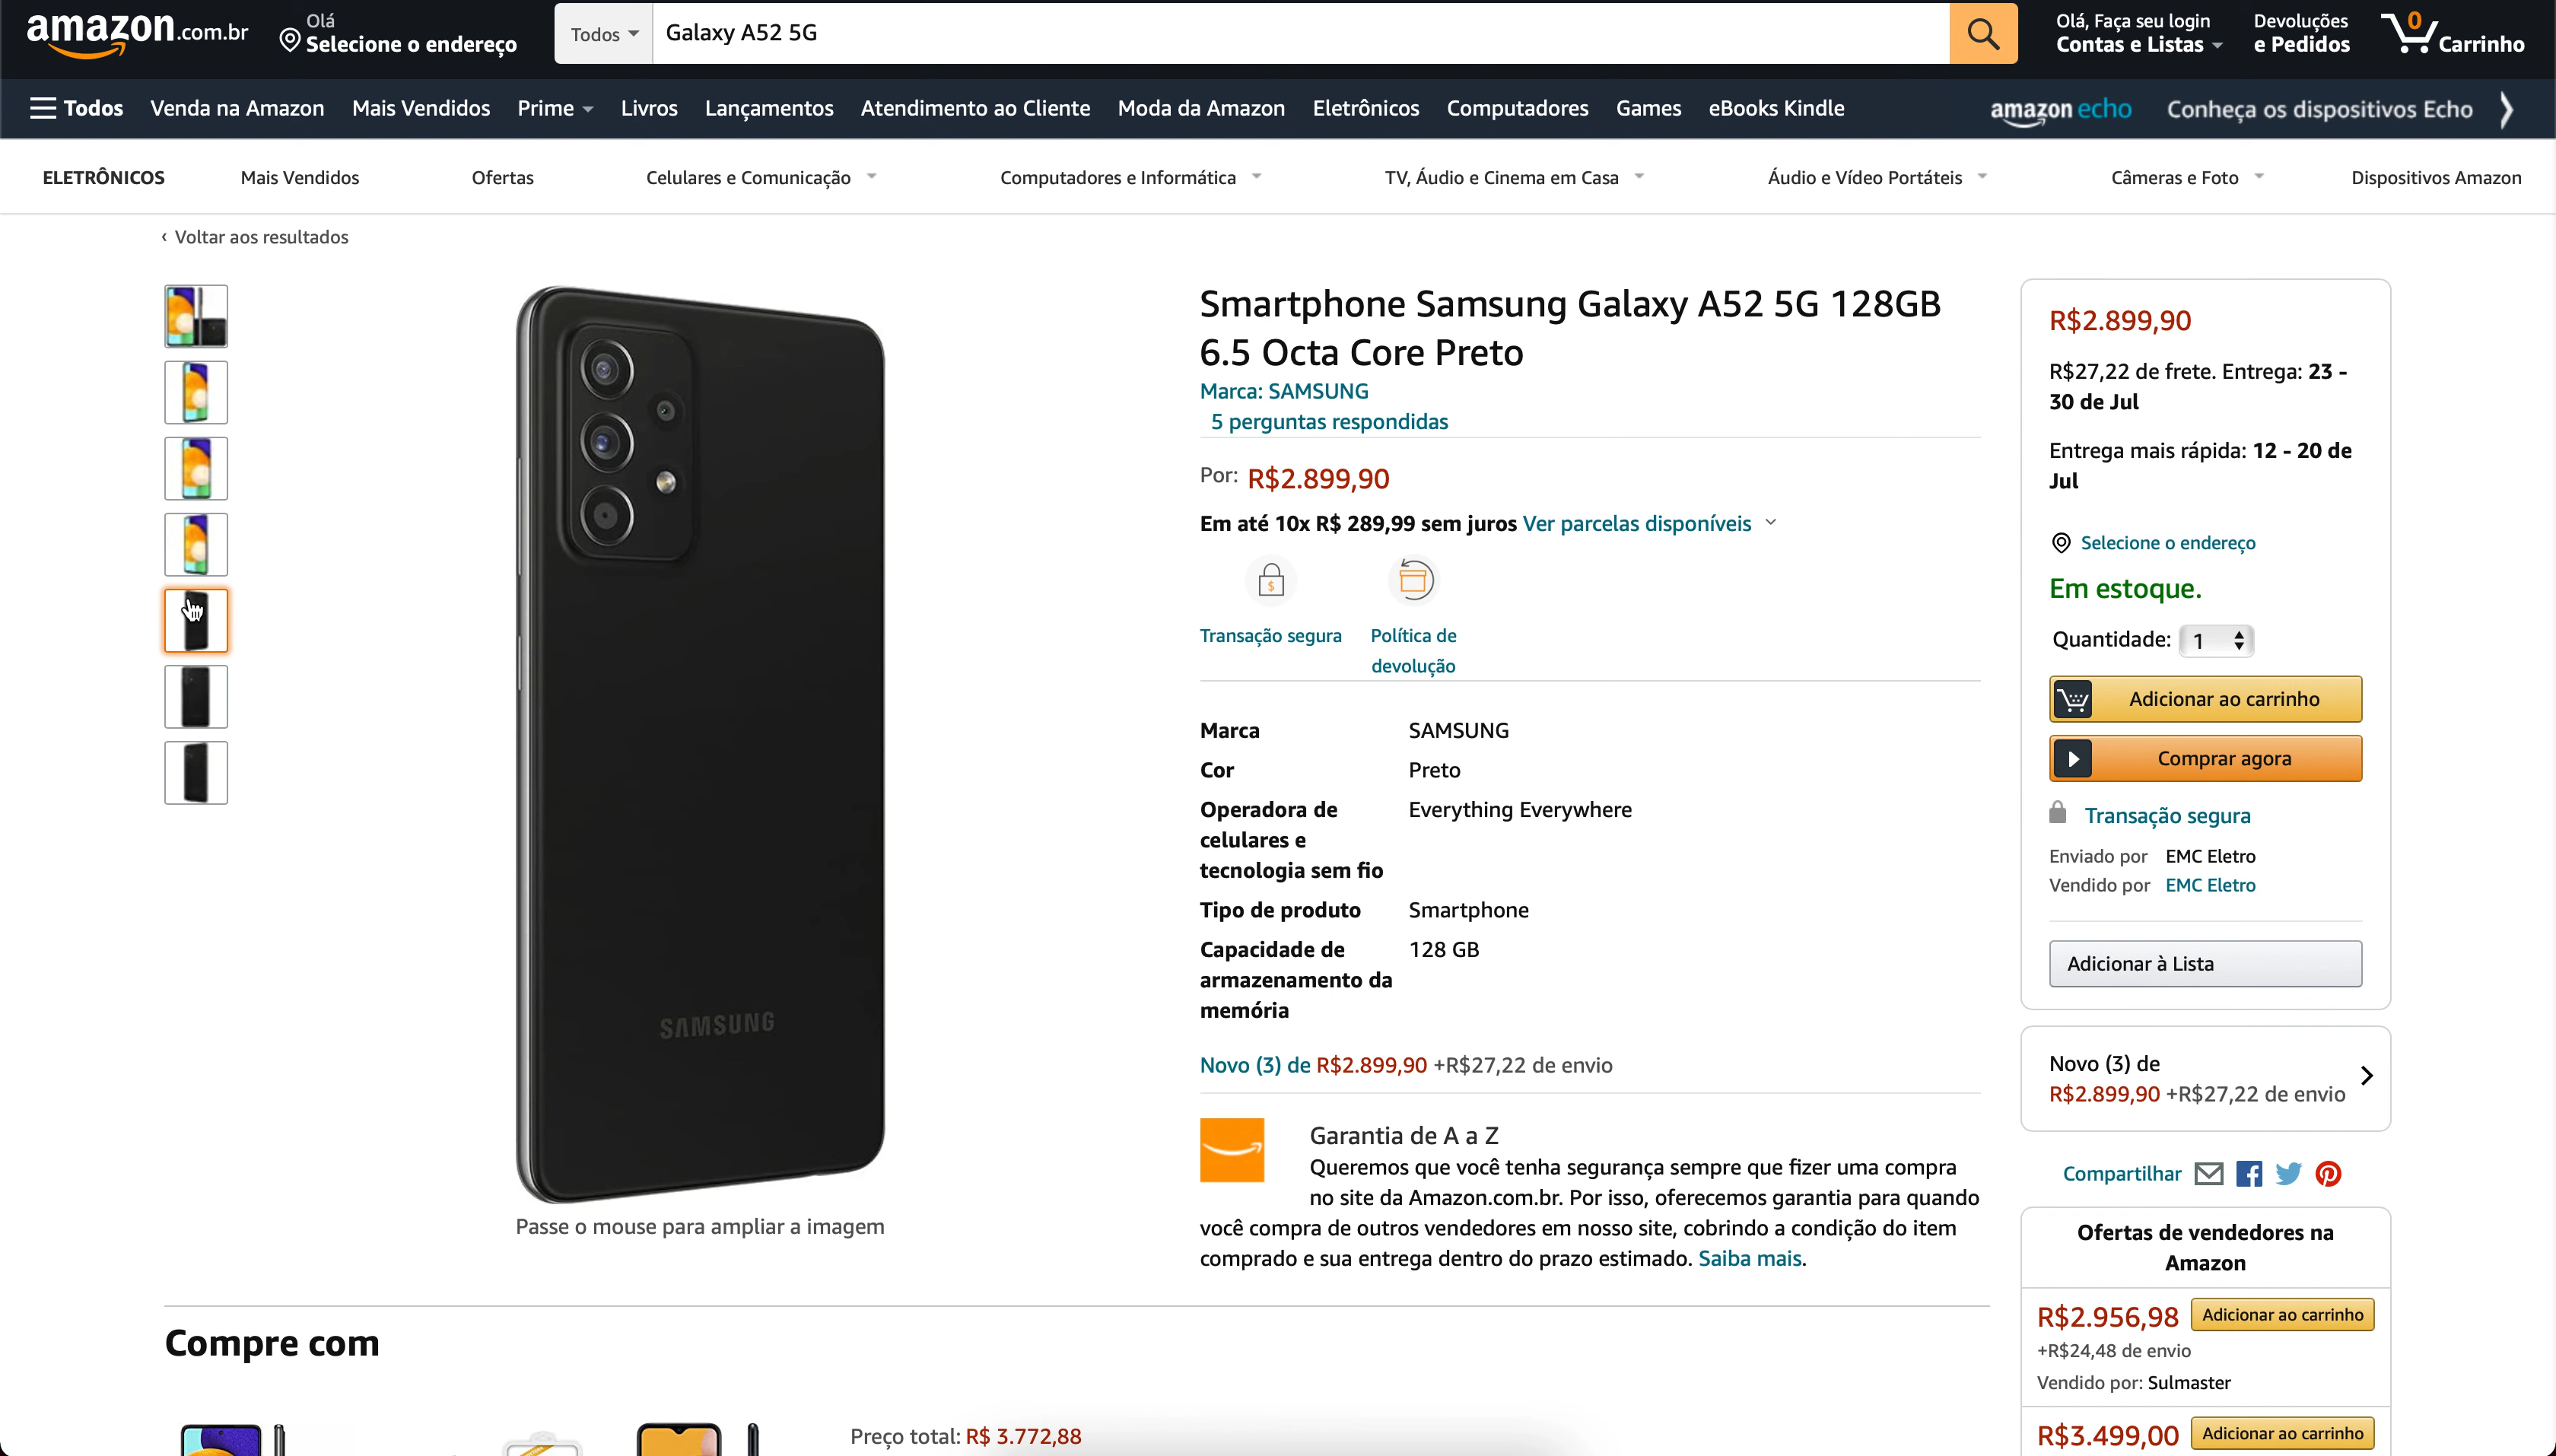 amazon.com.br
Olá
Selecione o endereço
Todos
Galaxy A52 5G
Olá, Faça seu login
Contas e Listas
Devoluções
e Pedidos
0
Carrinho
Todos
Venda na Amazon
Mais Vendidos
Prime
Livros
Lançamentos
Atendimento ao Cliente
Moda da Amazon
Eletrônicos
Computadores
Games
eBooks Kindle
amazon echo
Conheça os dispositivos Echo
ELETRÔNICOS
Mais Vendidos
Ofertas
Celulares e Comunicação
Computadores e Informática
TV, Áudio e Cinema em Casa
Áudio e Vídeo Portáteis
Câmeras e Foto
Dispositivos Amazon
‹ Voltar aos resultados
SAMSUNG
Passe o mouse para ampliar a imagem
Smartphone Samsung Galaxy A52 5G 128GB
6.5 Octa Core Preto
Marca: SAMSUNG
5 perguntas respondidas
Por: R$2.899,90
Em até 10x R$ 289,99 sem juros Ver parcelas disponíveis
$
Transação segura
Política de
devolução
Marca SAMSUNG
Cor Preto
Operadora de Everything Everywhere
celulares e
tecnologia sem fio
Tipo de produto Smartphone
Capacidade de 128 GB
armazenamento da
memória
Novo (3) de R$2.899,90 +R$27,22 de envio
Garantia de A a Z
Queremos que você tenha segurança sempre que fizer uma compra
no site da Amazon.com.br. Por isso, oferecemos garantia para quando
você compra de outros vendedores em nosso site, cobrindo a condição do item
comprado e sua entrega dentro do prazo estimado. Saiba mais.
R$2.899,90
R$27,22 de frete. Entrega: 23 -
30 de Jul
Entrega mais rápida: 12 - 20 de
Jul
Selecione o endereço
Em estoque.
Quantidade: 1
Adicionar ao carrinho
Comprar agora
Transação segura
Enviado por EMC Eletro
Vendido por EMC Eletro
Adicionar à Lista
Novo (3) de
R$2.899,90 +R$27,22 de envio
Compartilhar
Ofertas de vendedores na
Amazon
R$2.956,98 Adicionar ao carrinho
+R$24,48 de envio
Vendido por: Sulmaster
R$3.499,00 Adicionar ao carrinho
Compre com
Preço total: R$ 3.772,88